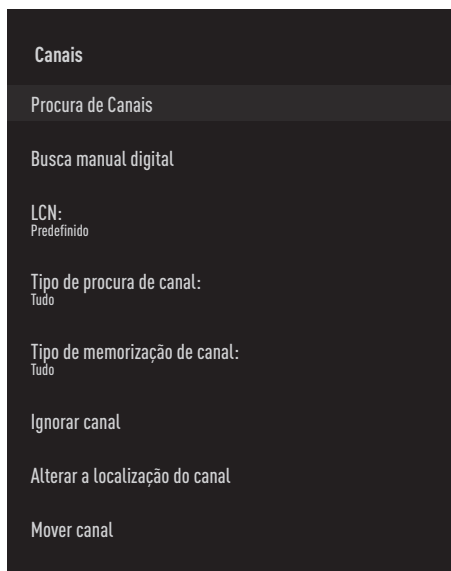 Canais
Procura de Canais
Busca manual digital
LCN:
Predefinido
Tipo de procura de canal:
Tudo
Tipo de memorização de canal:
Tudo
Ignorar canal
Alterar a localização do canal
Mover canal